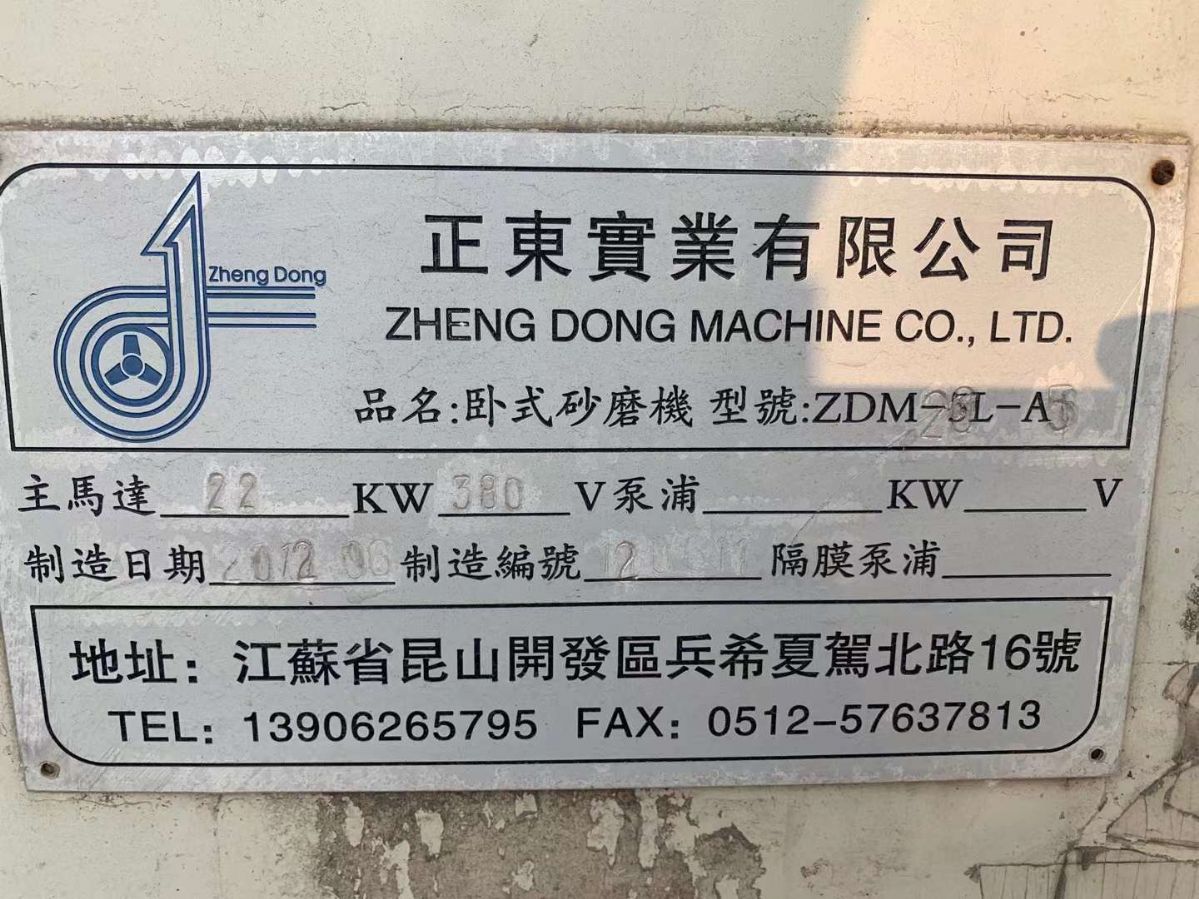 Zheng Dong
正東實業有限公司
ZHENG DONG MACHINE CO., LTD.
品名:卧式砂磨機 型號:ZDM-
主馬達 22 KW 380 V 泵浦 KW V
制造日期 2012 06 制造編號 隔膜泵浦
地址: 江蘇省昆山開發區兵希夏駕北路16號
TEL: 13906265795 FAX: 0512-57637813